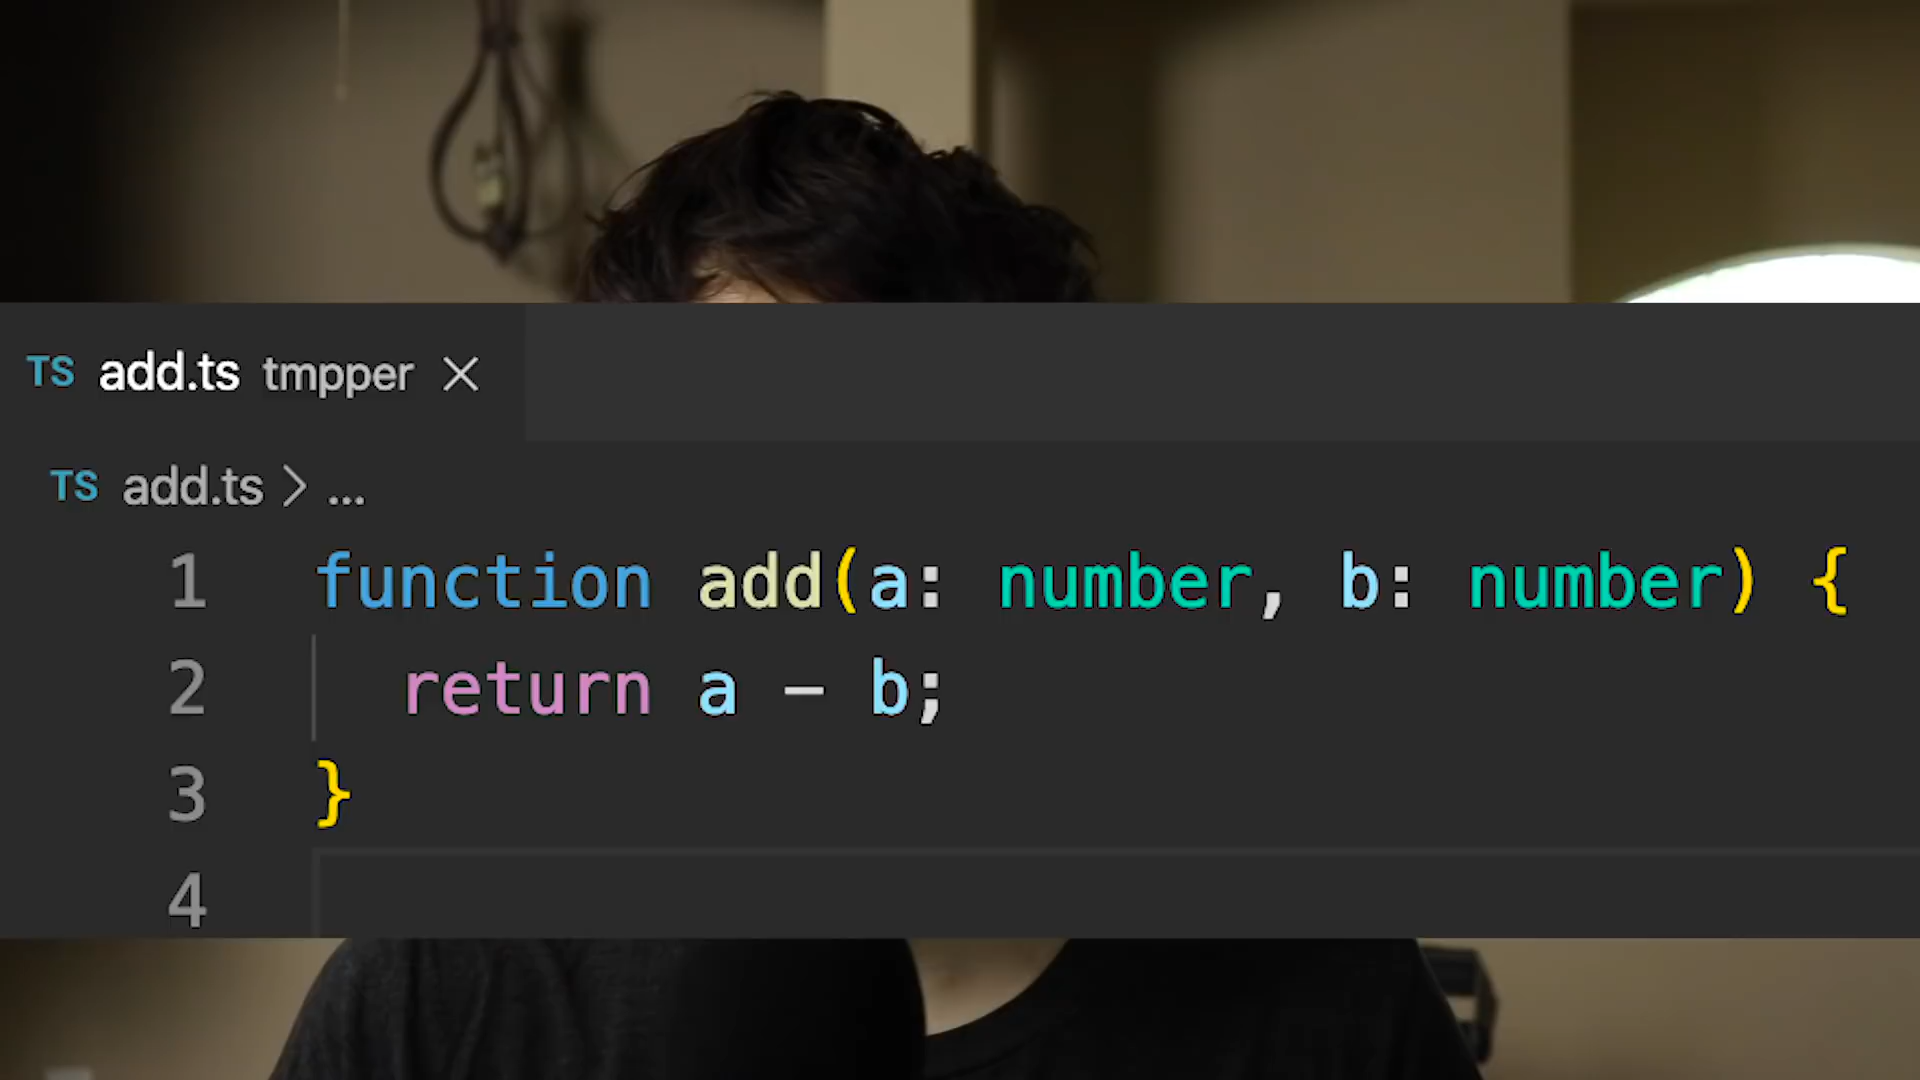 TS add.ts tmpper ×
TS add.ts > ...
1 function add(a: number, b: number) {
2 return a - b;
3 }
4